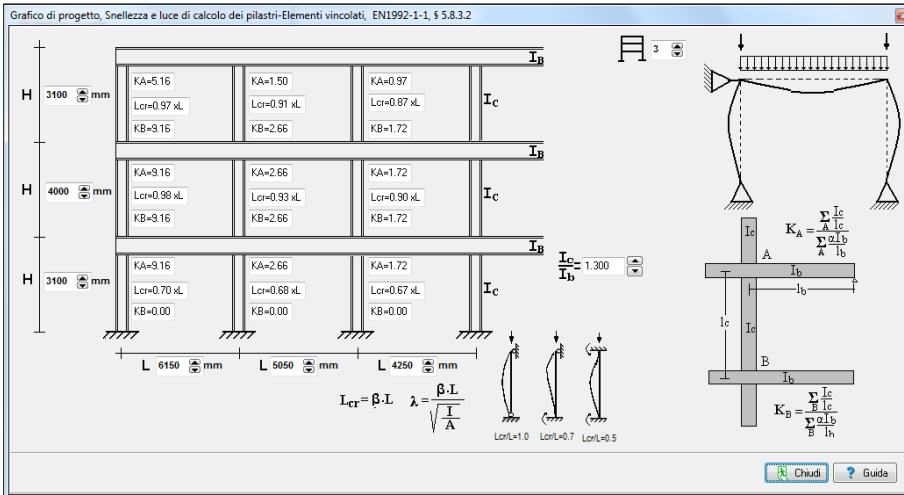 Grafico di progetto, Snellezza e luce di calcolo dei pilastri-Elementi vincolati,  EN1992-1-1, § 5.8.3.2
I_B
3
H 3100 mm
KA=5.16 KA=1.50 KA=0.97
Lcr=0.97 xL Lcr=0.91 xL Lcr=0.87 xL I_C
KB=9.16 KB=2.66 KB=1.72
I_B
H 4000 mm
KA=9.16 KA=2.66 KA=1.72
Lcr=0.98 xL Lcr=0.93 xL Lcr=0.90 xL I_C
KB=9.16 KB=2.66 KB=1.72
I_B
H 3100 mm
KA=9.16 KA=2.66 KA=1.72
Lcr=0.70 xL Lcr=0.68 xL Lcr=0.67 xL I_C
KB=0.00 KB=0.00 KB=0.00
I_c/I_b = 1.300
L 6150 mm L 5050 mm L 4250 mm
L_cr=β.L λ=β.L/√(I/A)
Lcr/L=1.0 Lcr/L=0.7 Lcr/L=0.5
I_c
K_A = (Σ_A I_c/l_c)/(Σ_A αI_b/l_b)
A
I_b
l_b
l_c
I_c
B
I_b
K_B = (Σ_B I_c/l_c)/(Σ_B αI_b/l_b)
Chiudi ? Guida